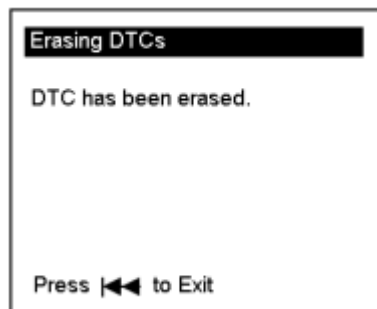 Erasing DTCs
DTC has been erased.
Press ⏮ to Exit